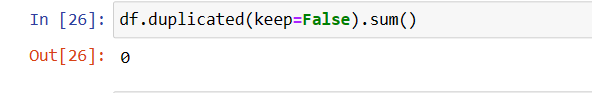 In [26]: df.duplicated(keep=False).sum()
Out[26]: 0